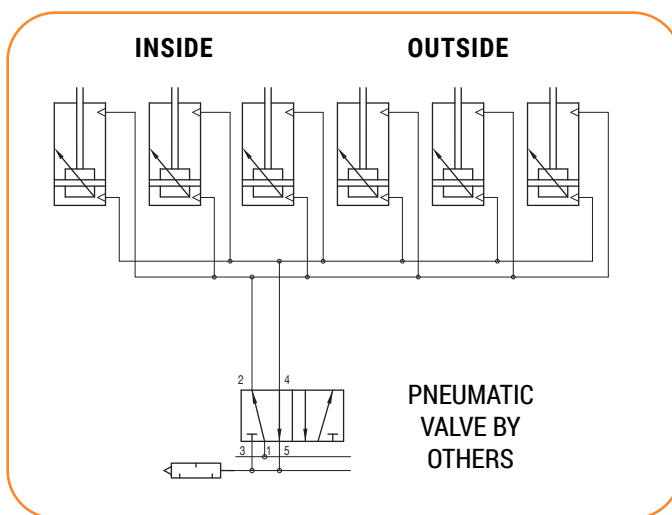 INSIDE OUTSIDE
2 4
3 1 5
PNEUMATIC
VALVE BY
OTHERS